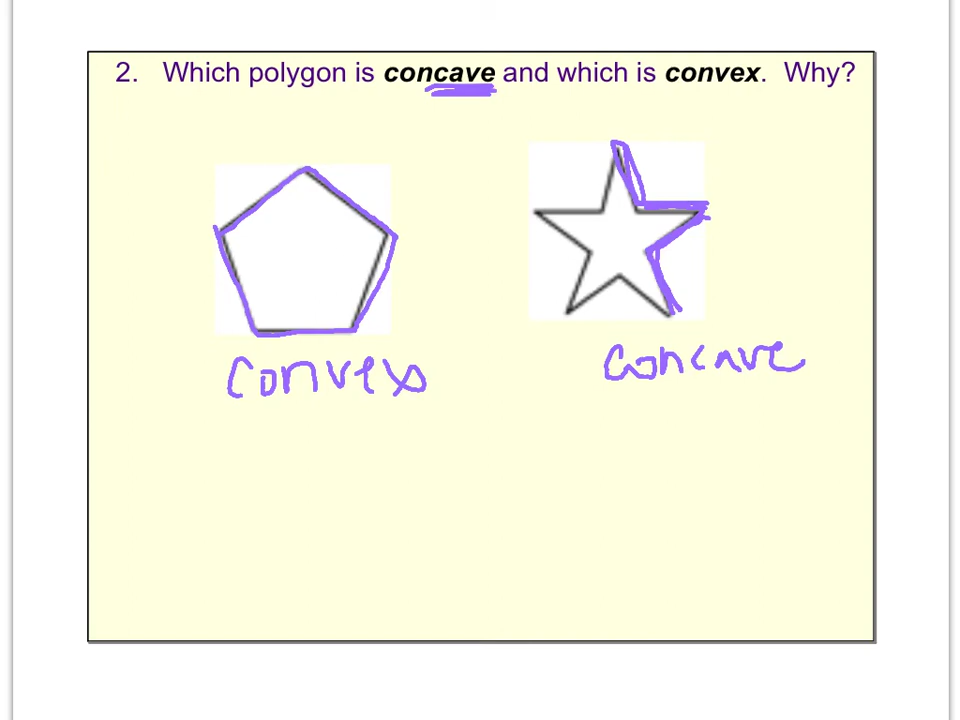 2. Which polygon is concave and which is convex. Why?
convex
concave